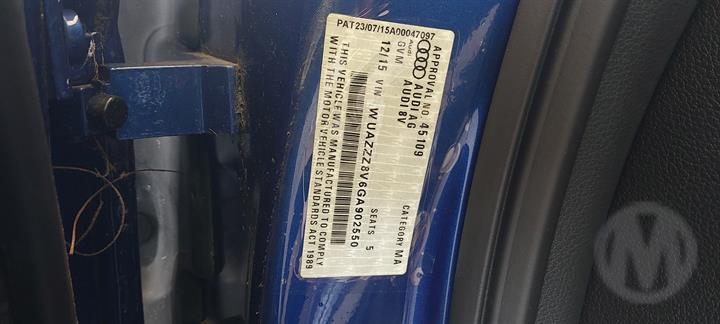 PAT23/07/15A00047097
APPROVAL NO. 45109 CATEGORY MA
Audi AUDI AG
GVM AUDI 8V
12/15 VIN WUAZZZ8V6GA902550 SEATS 5
THIS VEHICLE WAS MANUFACTURED TO COMPLY
WITH THE MOTOR VEHICLE STANDARDS ACT 1989
M